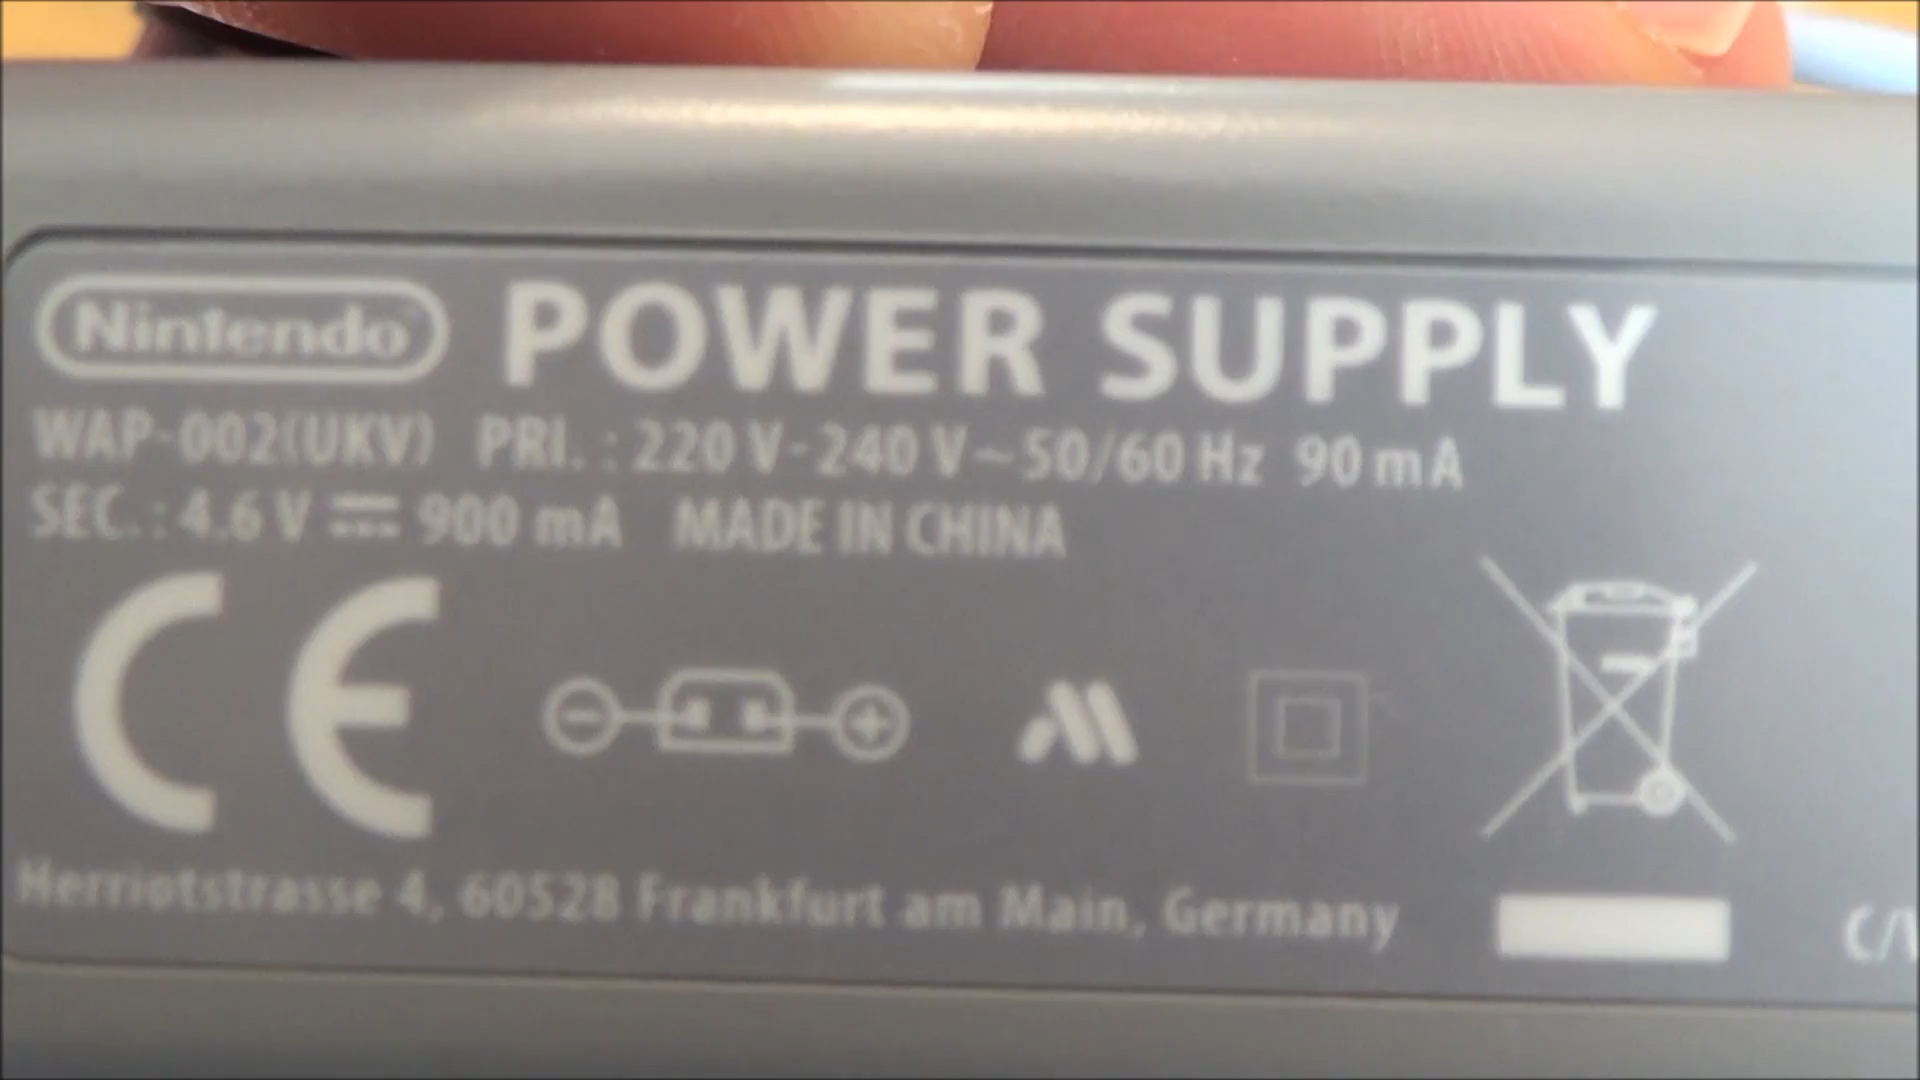 Nintendo POWER SUPPLY
WAP-002(UKV) PRI. : 220 V-240 V~50/60 Hz 90 mA
SEC. : 4.6 V ⎓ 900 mA MADE IN CHINA
CE
Herriotstrasse 4, 60528 Frankfurt am Main, Germany